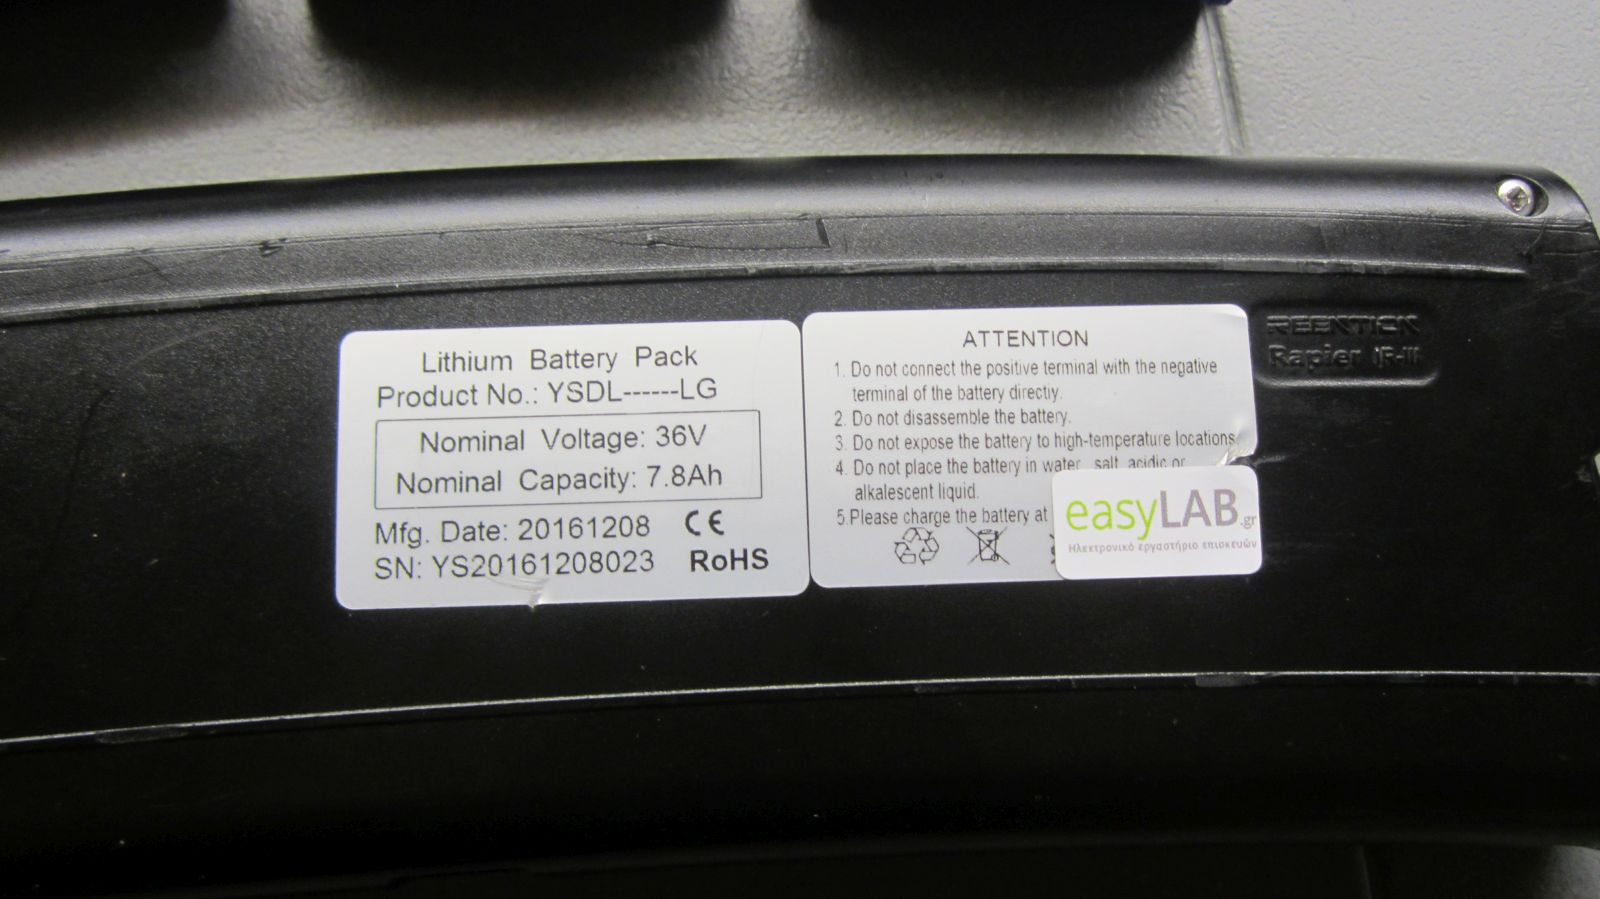 Lithium Battery Pack
Product No.: YSDL------LG
Nominal Voltage: 36V
Nominal Capacity: 7.8Ah
Mfg. Date: 20161208 CE
SN: YS20161208023 RoHS
ATTENTION
1. Do not connect the positive terminal with the negative
terminal of the battery directiy.
2. Do not disassemble the battery.
3. Do not expose the battery to high-temperature locations.
4. Do not place the battery in water, salt, acidic or
alkalescent liquid.
5.Please charge the battery at
easyLAB.gr
Ηλεκτρονικό εργαστήριο επισκευών
REENTION
Rapier IR-III